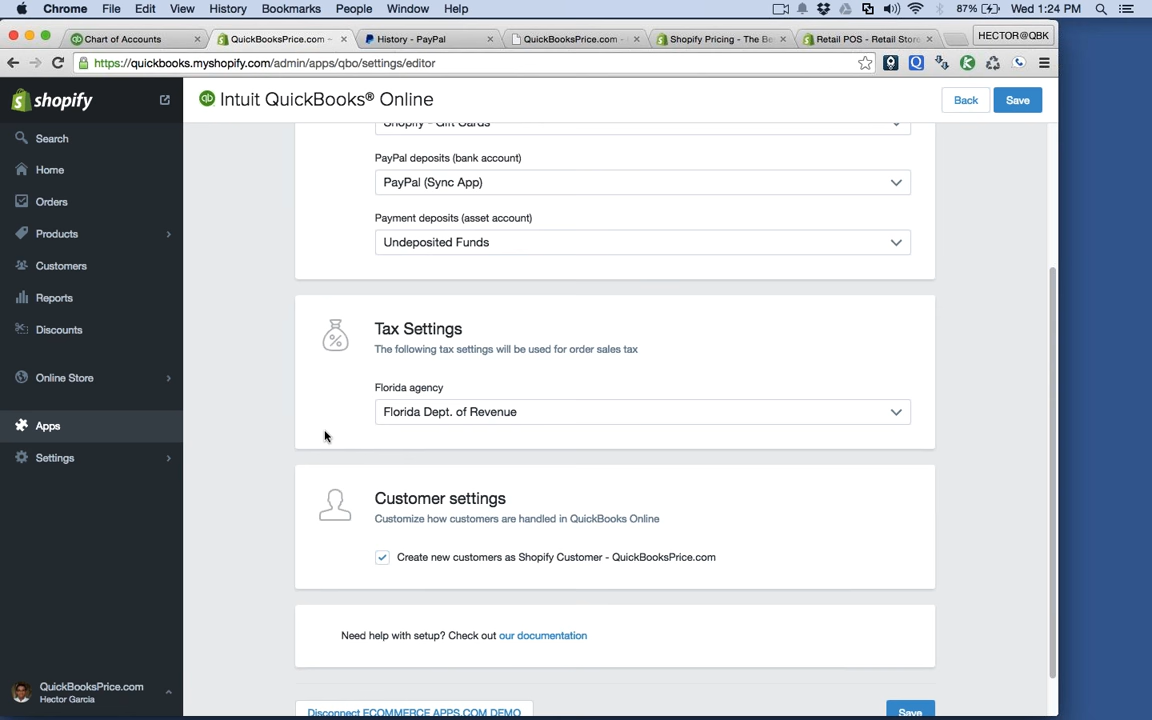 Chrome File Edit View History Bookmarks People Window Help 87% Wed 1:24 PM
Chart of Accounts × QuickBooksPrice.com – × History - PayPal × QuickBooksPrice.com - × Shopify Pricing - The Be × Retail POS - Retail Store × HECTOR@QBK
https://quickbooks.myshopify.com/admin/apps/qbo/settings/editor
shopify
Search
Home
Orders
Products
Customers
Reports
Discounts
Online Store
Apps
Settings
QuickBooksPrice.com
Hector Garcia
qb Intuit QuickBooks® Online Back Save
Shopify - Gift Cards
PayPal deposits (bank account)
PayPal (Sync App)
Payment deposits (asset account)
Undeposited Funds
Tax Settings
The following tax settings will be used for order sales tax
Florida agency
Florida Dept. of Revenue
Customer settings
Customize how customers are handled in QuickBooks Online
Create new customers as Shopify Customer - QuickBooksPrice.com
Need help with setup? Check out our documentation
Disconnect ECOMMERCE APPS.COM DEMO Save